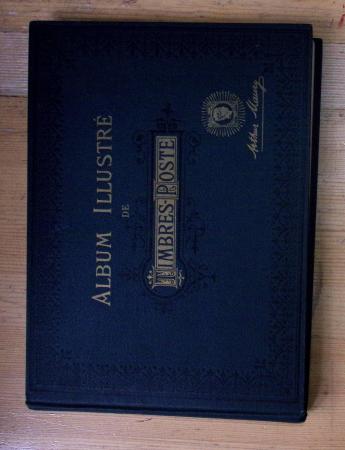 ALBUM ILLUSTRÉ
DE
TIMBRES-POSTE
Arthur Maury